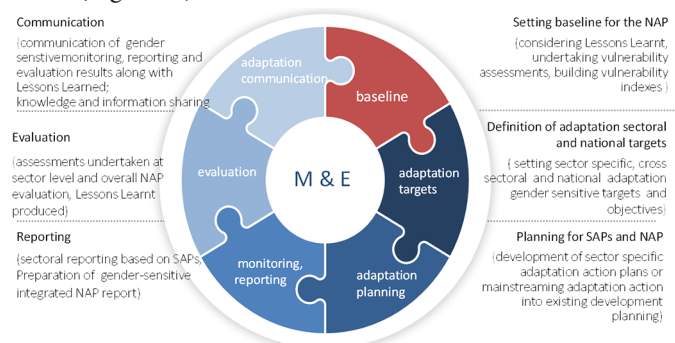 Communication
(communication of gender
senstivemonitoring, reporting and
evaluation results along with
Lessons Learned;
knowledge and information sharing
Evaluation
(assessments undertaken at
sector level and overall NAP
evaluation, Lessons Learnt
produced)
Reporting
(sectoral reporting based on SAPs,
Preparation of gender-sensitive
integrated NAP report)
adaptation
communication
baseline
evaluation
M & E
adaptation
targets
monitoring,
reporting
adaptation
planning
Setting baseline for the NAP
(considering Lessons Learnt,
undertaking vulnerability
assessments, building vulnerability
indexes )
Definition of adaptation sectoral
and national targets
( setting sector specific, cross
sectoral and national adaptation
gender sensitive targets and
objectives)
Planning for SAPs and NAP
(development of sector specific
adaptation action plans or
mainstreaming adaptation action
into existing development
planning)